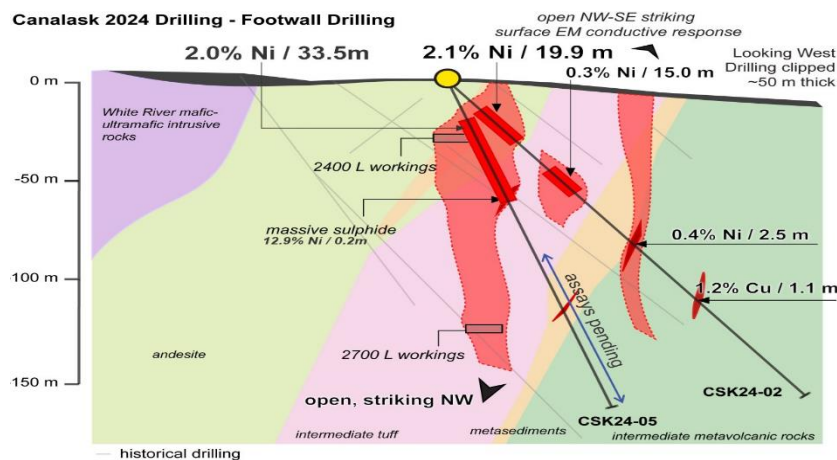 Canalask 2024 Drilling - Footwall Drilling
open NW-SE striking
surface EM conductive response
2.0% Ni / 33.5m
2.1% Ni / 19.9 m
0.3% Ni / 15.0 m
Looking West
Drilling clipped
~50 m thick
0 m
White River mafic-
ultramafic intrusive
rocks
2400 L workings
-50 m
massive sulphide
12.9% Ni / 0.2m
0.4% Ni / 2.5 m
100 m
1.2% Cu / 1.1 m
assays pending
andesite
2700 L workings
150 m
open, striking NW
CSK24-02
CSK24-05
intermediate tuff
metasediments
intermediate metavolcanic rocks
historical drilling